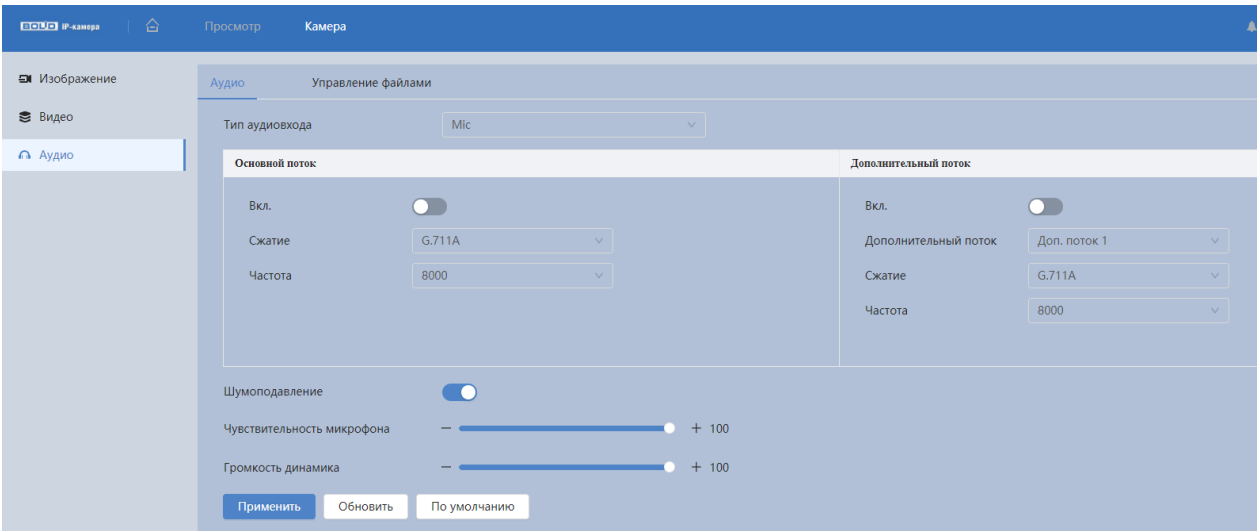 BOLID IP-камера Просмотр Камера
Изображение
Видео
Аудио
Аудио Управление файлами
Тип аудиовхода Mic
Основной поток Дополнительный поток
Вкл. Вкл.
Сжатие G.711A Дополнительный поток Доп. поток 1
Частота 8000 Сжатие G.711A
Частота 8000
Шумоподавление
Чувствительность микрофона − + 100
Громкость динамика − + 100
Применить Обновить По умолчанию